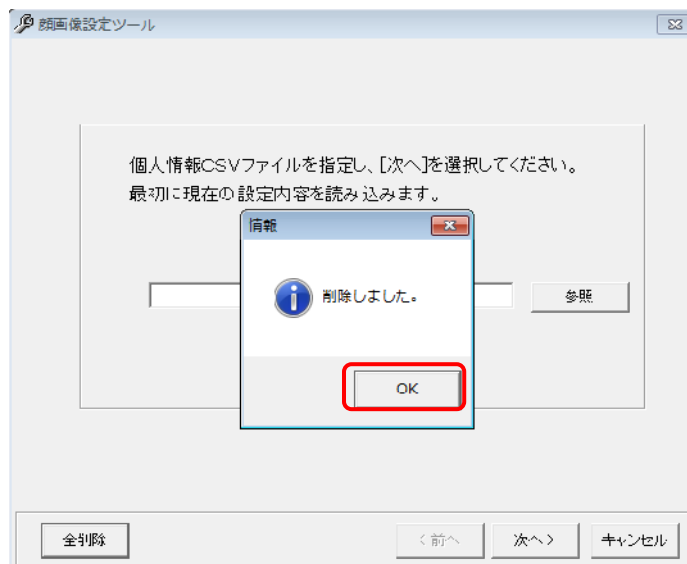 顔画像設定ツール
個人情報CSVファイルを指定し、[次へ]を選択してください。
最初に現在の設定内容を読み込みます。
情報
削除しました。
参照
OK
全削除
< 前へ
次へ >
キャンセル